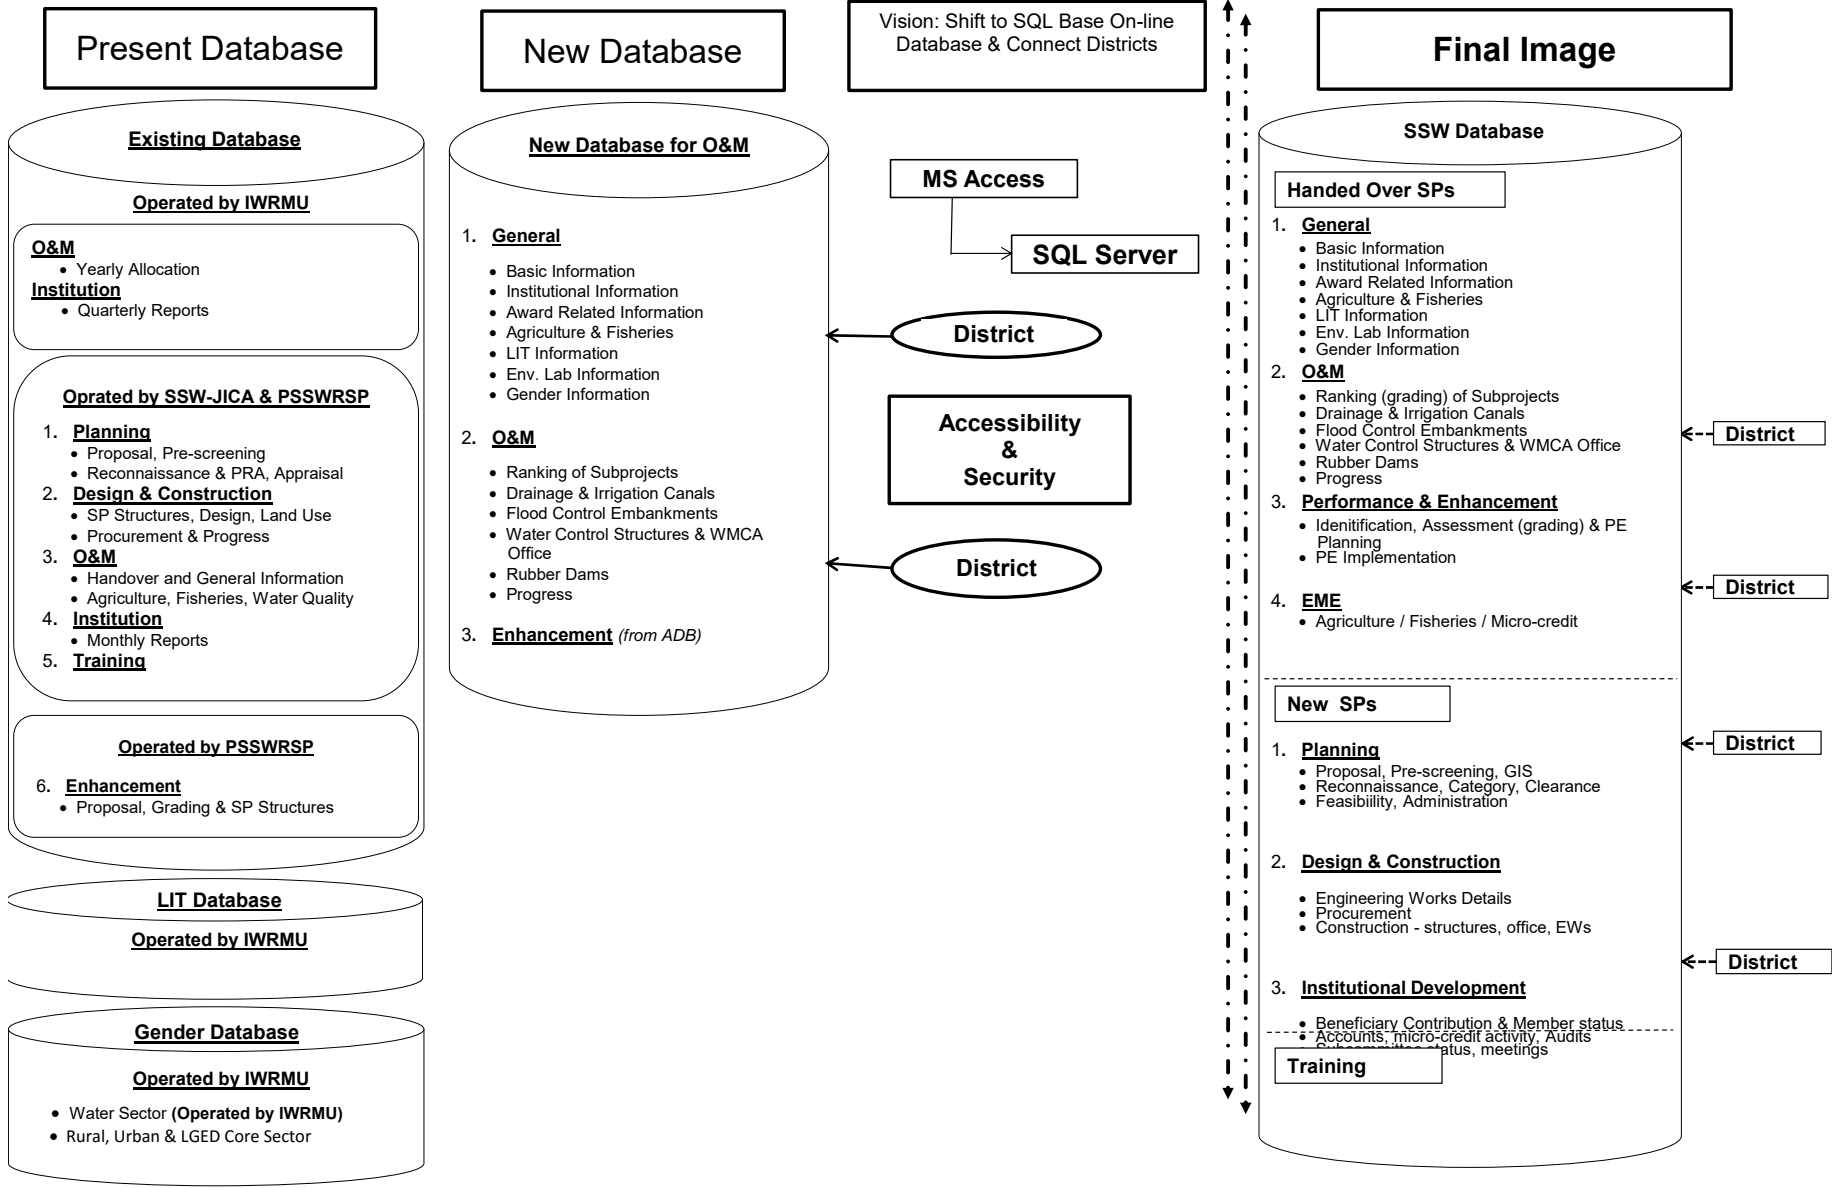 Present Database
Existing Database
Operated by IWRMU
O&M
• Yearly Allocation
Institution
• Quarterly Reports
Oprated by SSW-JICA & PSSWRSP
1. Planning
• Proposal, Pre-screening
• Reconnaissance & PRA, Appraisal
2. Design & Construction
• SP Structures, Design, Land Use
• Procurement & Progress
3. O&M
• Handover and General Information
• Agriculture, Fisheries, Water Quality
4. Institution
• Monthly Reports
5. Training
Operated by PSSWRSP
6. Enhancement
• Proposal, Grading & SP Structures
LIT Database
Operated by IWRMU
Gender Database
Operated by IWRMU
• Water Sector (Operated by IWRMU)
• Rural, Urban & LGED Core Sector
New Database
New Database for O&M
1. General
• Basic Information
• Institutional Information
• Award Related Information
• Agriculture & Fisheries
• LIT Information
• Env. Lab Information
• Gender Information
2. O&M
• Ranking of Subprojects
• Drainage & Irrigation Canals
• Flood Control Embankments
• Water Control Structures & WMCA
Office
• Rubber Dams
• Progress
3. Enhancement (from ADB)
Vision: Shift to SQL Base On-line
Database & Connect Districts
MS Access
SQL Server
District
Accessibility
&
Security
District
Final Image
SSW Database
Handed Over SPs
1. General
• Basic Information
• Institutional Information
• Award Related Information
• Agriculture & Fisheries
• LIT Information
• Env. Lab Information
• Gender Information
2. O&M
• Ranking (grading) of Subprojects
• Drainage & Irrigation Canals
• Flood Control Embankments
• Water Control Structures & WMCA Office
• Rubber Dams
• Progress
3. Performance & Enhancement
• Idenitification, Assessment (grading) & PE
Planning
• PE Implementation
4. EME
• Agriculture / Fisheries / Micro-credit
New SPs
1. Planning
• Proposal, Pre-screening, GIS
• Reconnaissance, Category, Clearance
• Feasibiility, Administration
2. Design & Construction
• Engineering Works Details
• Procurement
• Construction - structures, office, EWs
3. Institutional Development
• Beneficiary Contribution & Member status
• Accounts, micro-credit activity, Audits
• Subcommittee status, meetings
Training
District
District
District
District